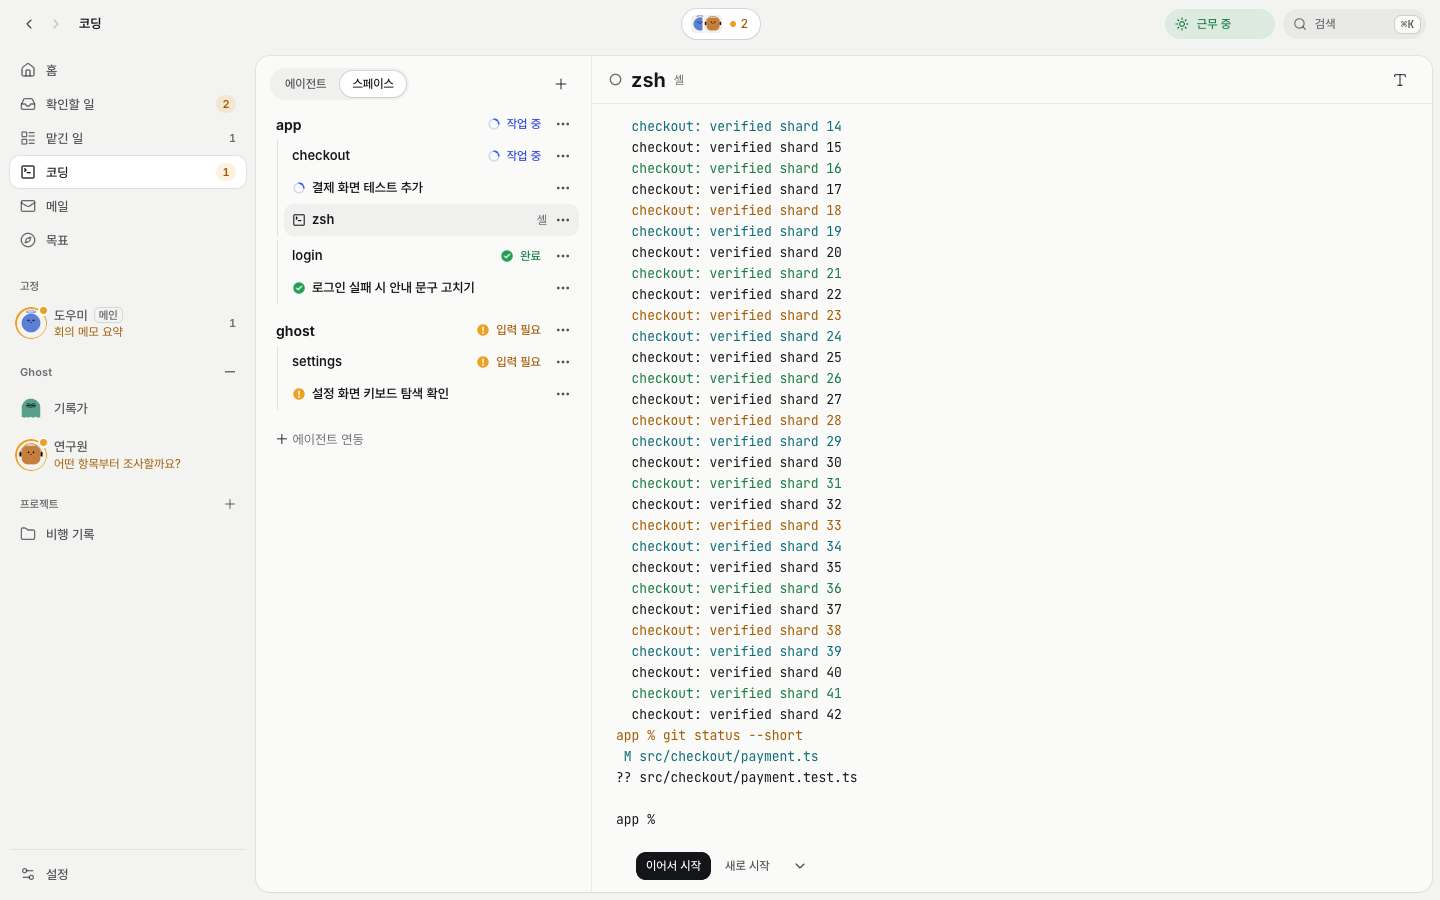 코딩
2
근무 중
검색
⌘K
홈
확인할 일
2
맡긴 일
1
코딩
1
메일
목표
고정
도우미 메인
회의 메모 요약
1
Ghost
기록가
연구원
어떤 항목부터 조사할까요?
프로젝트
비행 기록
설정
에이전트
스페이스
app
작업 중
checkout
작업 중
결제 화면 테스트 추가
zsh
셸
login
완료
로그인 실패 시 안내 문구 고치기
ghost
입력 필요
settings
입력 필요
설정 화면 키보드 탐색 확인
에이전트 연동
zsh 셸
checkout: verified shard 14
checkout: verified shard 15
checkout: verified shard 16
checkout: verified shard 17
checkout: verified shard 18
checkout: verified shard 19
checkout: verified shard 20
checkout: verified shard 21
checkout: verified shard 22
checkout: verified shard 23
checkout: verified shard 24
checkout: verified shard 25
checkout: verified shard 26
checkout: verified shard 27
checkout: verified shard 28
checkout: verified shard 29
checkout: verified shard 30
checkout: verified shard 31
checkout: verified shard 32
checkout: verified shard 33
checkout: verified shard 34
checkout: verified shard 35
checkout: verified shard 36
checkout: verified shard 37
checkout: verified shard 38
checkout: verified shard 39
checkout: verified shard 40
checkout: verified shard 41
checkout: verified shard 42
app % git status --short
M src/checkout/payment.ts
?? src/checkout/payment.test.ts
app %
이어서 시작
새로 시작